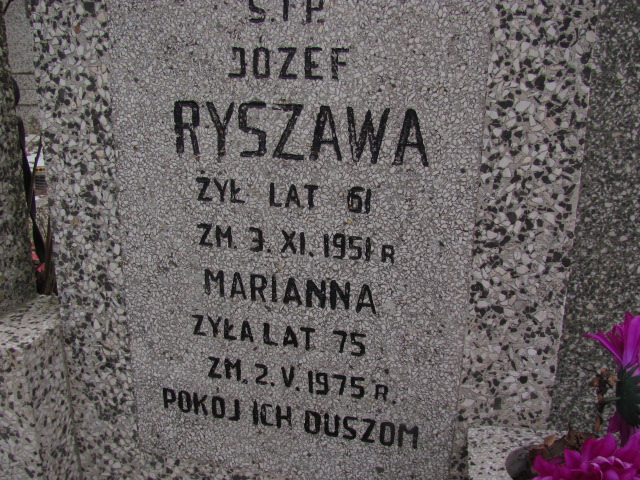 Ś.†P.
JÓZEF
RYSZAWA
ŻYŁ LAT 61
ZM. 3. XI. 1951 R
MARIANNA
ŻYŁA LAT 75
ZM. 2. V. 1975 R.
POKÓJ ICH DUSZOM